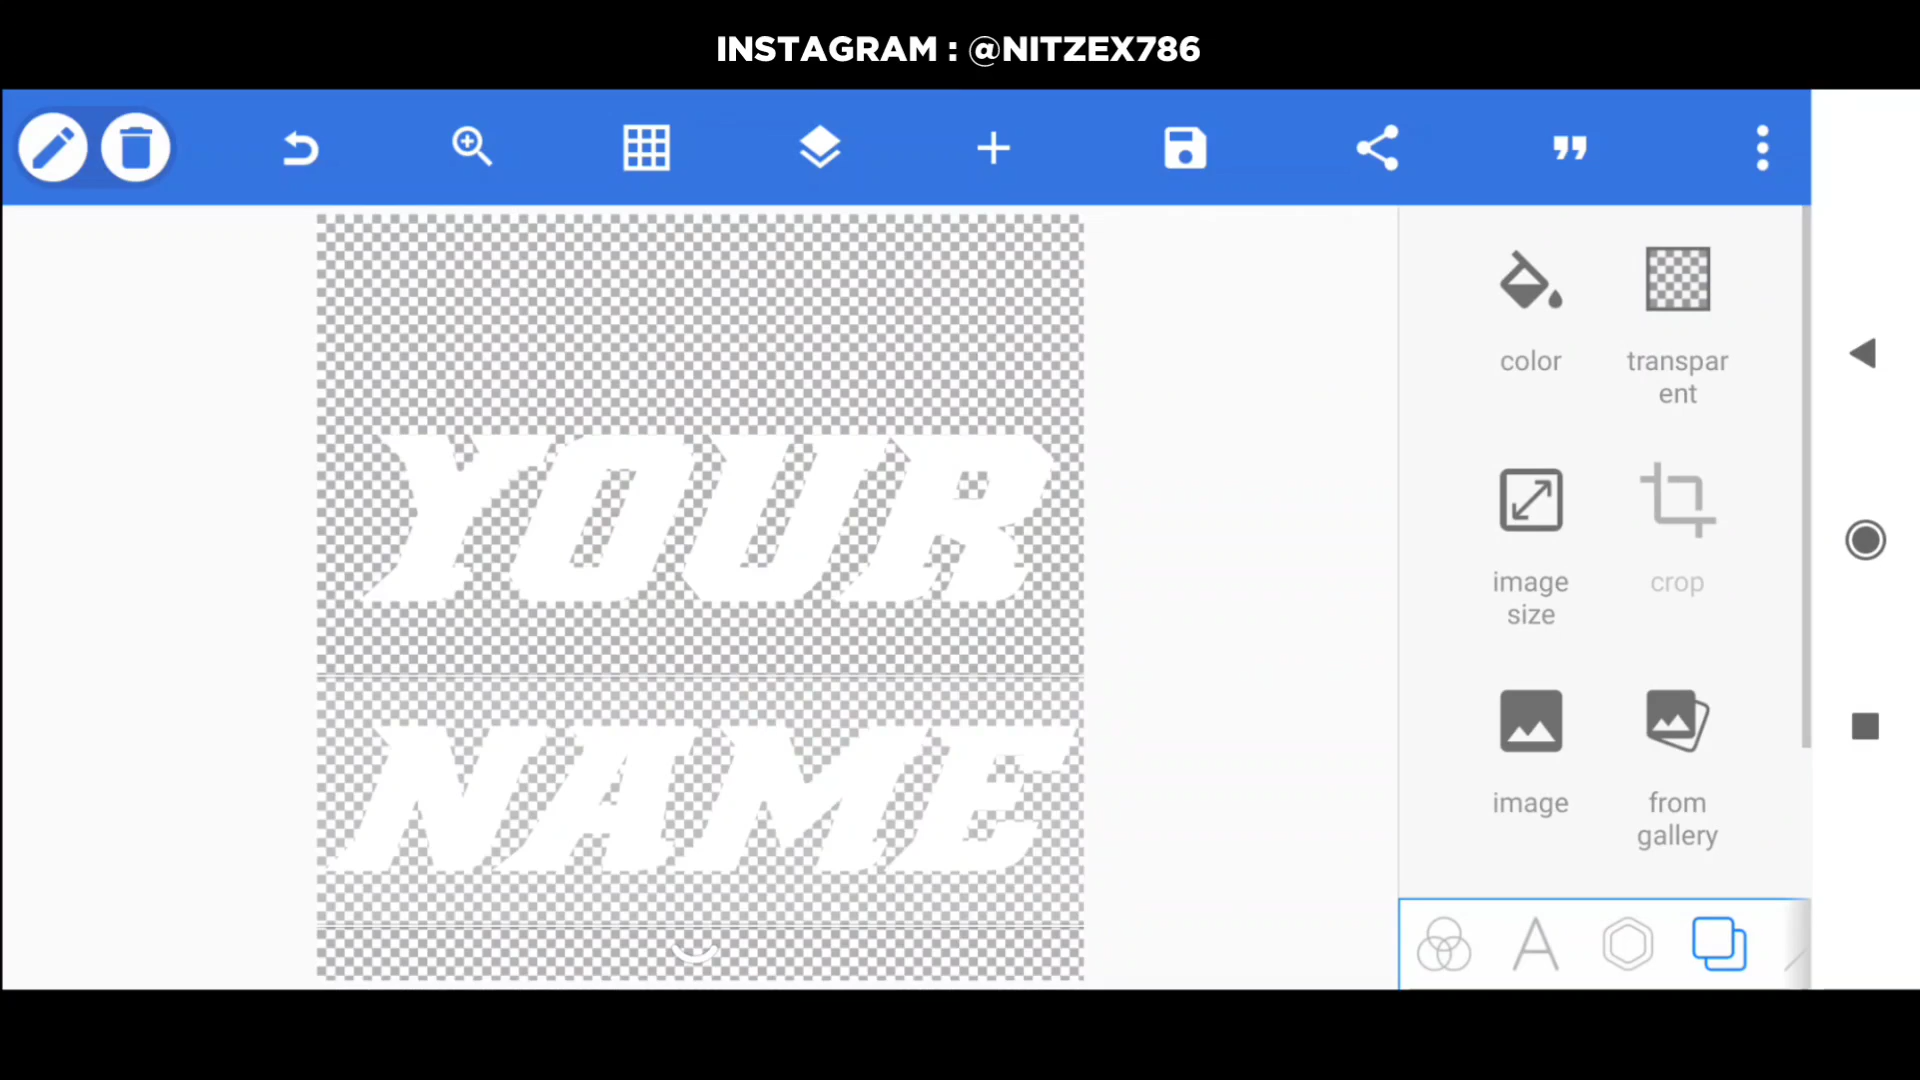 INSTAGRAM : @NITZEX786
color
transpar
ent
YOUR
image
size
crop
NAME
image
from
gallery